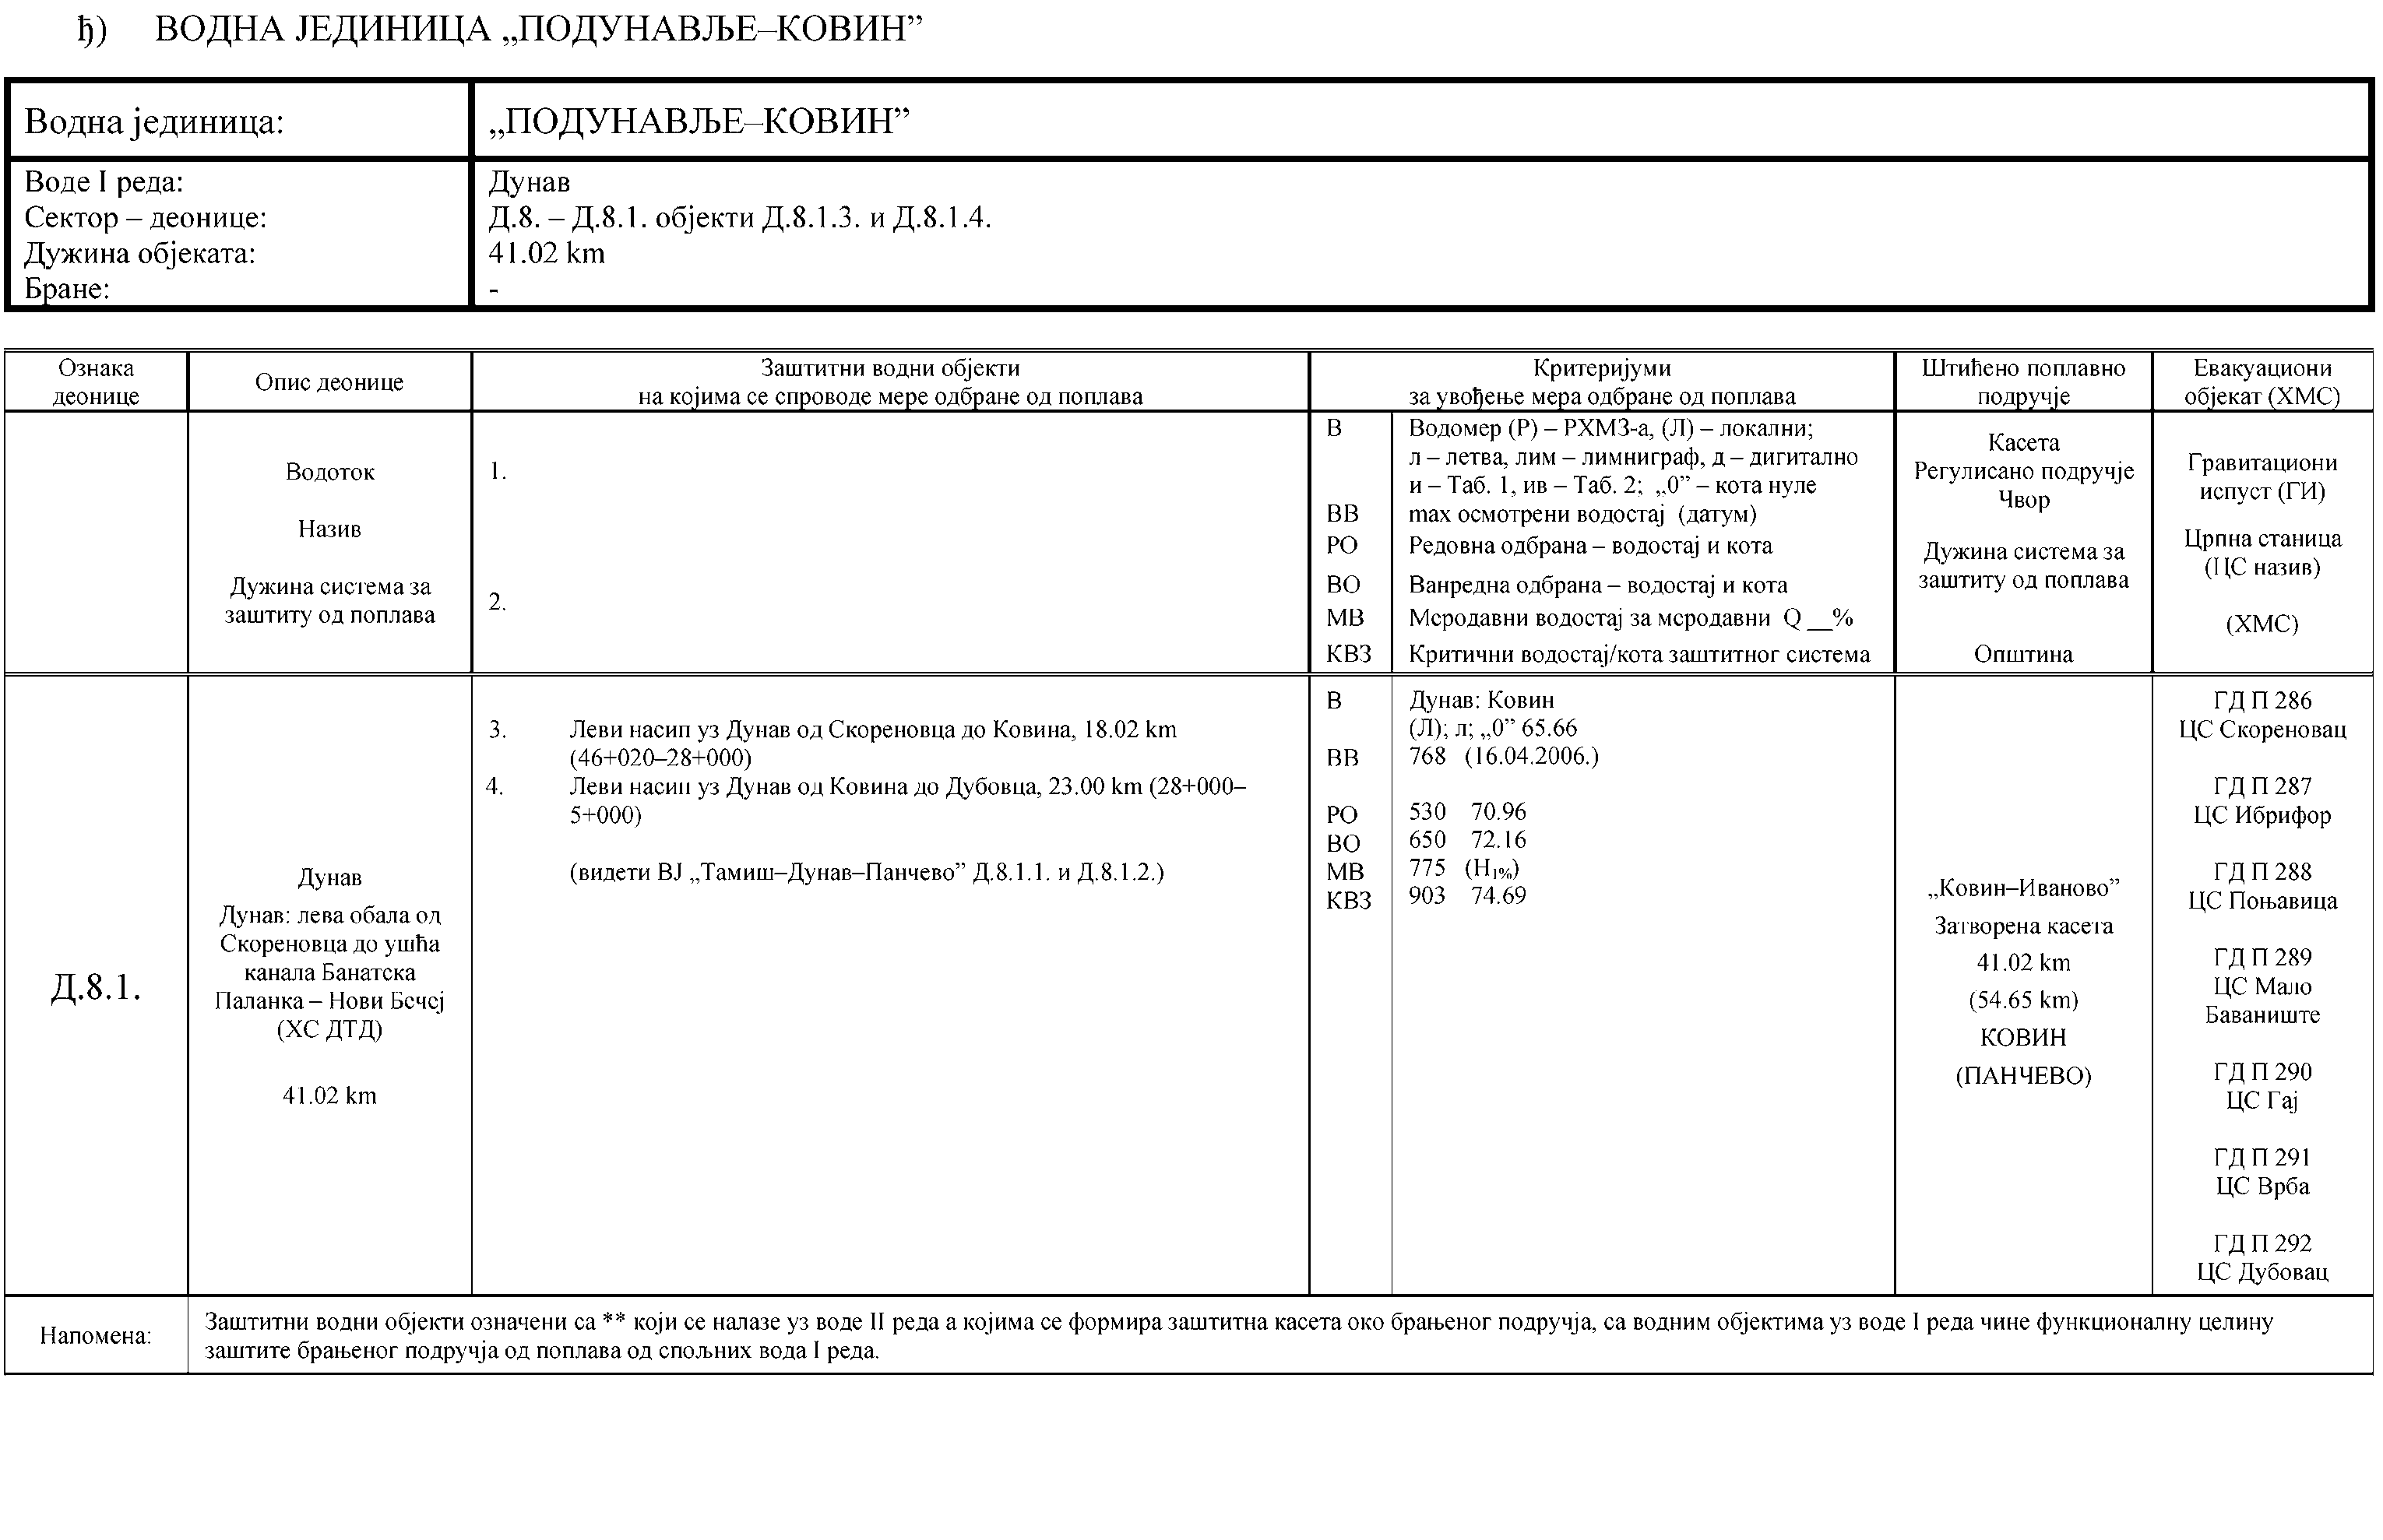 ђ) ВОДНА ЈЕДИНИЦА „ПОДУНАВЉЕ–КОВИН”
Водна јединица: „ПОДУНАВЉЕ–КОВИН”
Воде I реда: Дунав
Сектор – деонице: Д.8. – Д.8.1. објекти Д.8.1.3. и Д.8.1.4.
Дужина објеката: 41.02 km
Бране: -
Ознака
деонице
Опис деонице
Заштитни водни објекти
на којима се спроводе мере одбране од поплава
Критеријуми
за увођење мера одбране од поплава
Штићено поплавно
подручје
Евакуациони
објекат (ХМС)
Водоток
Назив
Дужина система за
заштиту од поплава
1.
2.
В Водомер (Р) – РХМЗ-а, (Л) – локални;
л – летва, лим – лимниграф, д – дигитално
и – Таб. 1, ив – Таб. 2; „0” – кота нуле
ВВ max осмотрени водостај (датум)
РО Редовна одбрана – водостај и кота
ВО Ванредна одбрана – водостај и кота
МВ Меродавни водостај за меродавни Q __%
КВЗ Критични водостај/кота заштитног система
Касета
Регулисано подручје
Чвор
Дужина система за
заштиту од поплава
Општина
Гравитациони
испуст (ГИ)
Црпна станица
(ЦС назив)
(ХМС)
Д.8.1.
Дунав
Дунав: лева обала од
Скореновца до ушћа
канала Банатска
Паланка – Нови Бечеј
(ХС ДТД)
41.02 km
3. Леви насип уз Дунав од Скореновца до Ковина, 18.02 km
(46+020–28+000)
4. Леви насип уз Дунав од Ковина до Дубовца, 23.00 km (28+000–
5+000)
(видети ВЈ „Тамиш–Дунав–Панчево” Д.8.1.1. и Д.8.1.2.)
В Дунав: Ковин
(Л); л; „0” 65.66
ВВ 768 (16.04.2006.)
РО 530 70.96
ВО 650 72.16
МВ 775 (H1%)
КВЗ 903 74.69
„Ковин–Иваново”
Затворена касета
41.02 km
(54.65 km)
КОВИН
(ПАНЧЕВО)
ГД П 286
ЦС Скореновац
ГД П 287
ЦС Ибрифор
ГД П 288
ЦС Поњавица
ГД П 289
ЦС Мало
Баваниште
ГД П 290
ЦС Гај
ГД П 291
ЦС Врба
ГД П 292
ЦС Дубовац
Напомена:
Заштитни водни објекти означени са ** који се налазе уз воде II реда а којима се формира заштитна касета око брањеног подручја, са водним објектима уз воде I реда чине функционалну целину
заштите брањеног подручја од поплава од спољних вода I реда.